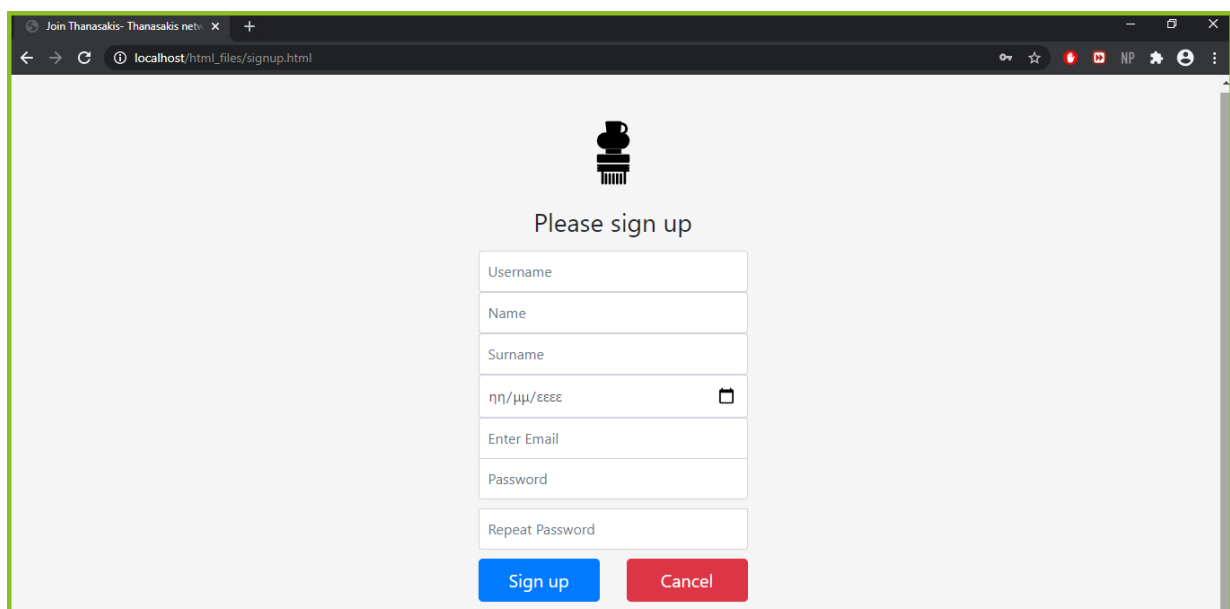 Join Thanasakis- Thanasakis netw
localhost/html_files/signup.html
NP
Please sign up
Username
Name
Surname
ηη/μμ/εεεε
Enter Email
Password
Repeat Password
Sign up Cancel